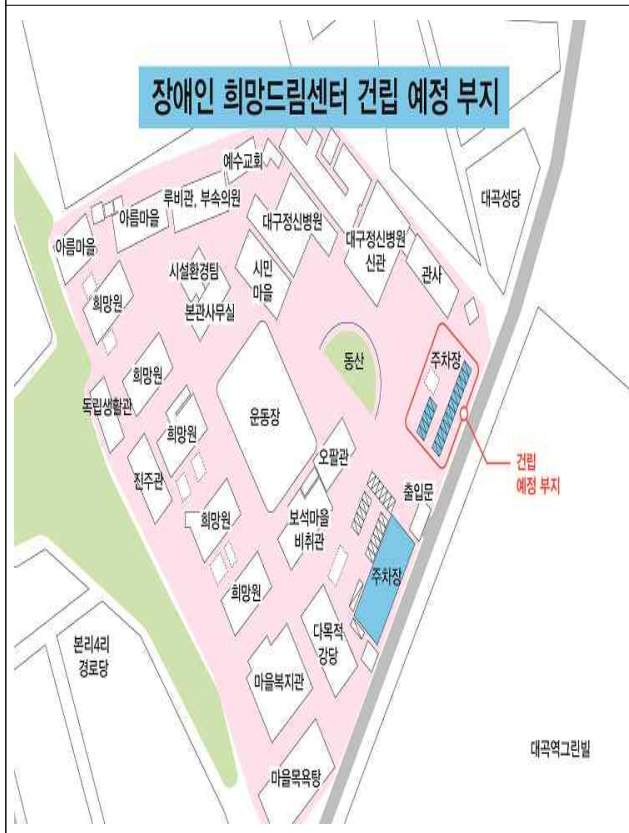 장애인 희망드림센터 건립 예정 부지
예수교회
루비관, 부속의원
아름마을
아름마을
대구정신병원
대구정신병원
신관
대곡성당
관사
시설환경팀
시민
마을
본관사무실
희망원
주차장
동산
희망원
독립생활관
운동장
희망원
오팔관
건립
예정 부지
진주관
출입문
희망원
보석마을
비취관
주차장
희망원
다목적
강당
본리4리
경로당
마을복지관
대곡역그린빌
마을목욕탕